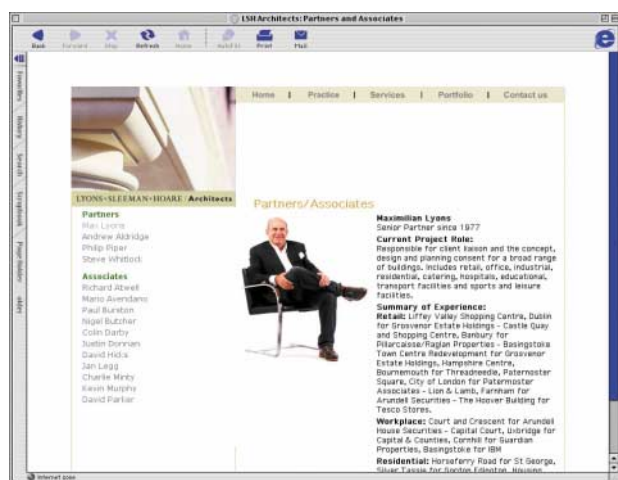 LSH Architects: Partners and Associates
Back Forward Stop Refresh Home AutoFill Print Mail
Favorites
History
Search
Scrapbook
Page Holder
Home | Practice | Services | Portfolio | Contact us
LYONS•SLEEMAN•HOARE/Architects
Partners
Max Lyons
Andrew Aldridge
Philip Piper
Steve Whitlock
Associates
Richard Atwell
Mario Avendano
Paul Burston
Nigel Butcher
Colin Darby
Justin Donnan
David Hicks
Jan Legg
Charlie Minty
Kevin Murphy
David Parker
Partners/Associates
Maximilian Lyons
Senior Partner since 1977
Current Project Role:
Responsible for client liaison and the concept,
design and planning consent for a broad range
of buildings. Includes retail, office, industrial,
residential, catering, hospitals, educational,
transport facilities and sports and leisure
facilities.
Summary of Experience:
Retail: Liffey Valley Shopping Centre, Dublin
for Grosvenor Estate Holdings - Castle Quay
and Shopping Centre, Banbury for
Pillarcaisse/Raglan Properties - Basingstoke
Town Centre Redevelopment for Grosvenor
Estate Holdings, Hampshire Centre,
Bournemouth for Threadneedle, Paternoster
Square, City of London for Paternoster
Associates - Lion & Lamb, Farnham for
Arundell Securities - The Hoover Building for
Tesco Stores.
Workplace: Court and Crescent for Arundell
House Securities - Capital Court, Uxbridge for
Capital & Counties, Cornhill for Guardian
Properties, Basingstoke for IBM
Residential: Horseferry Road for St George,
Silver Tassie for Gordon Edington, Housing
Internet zone